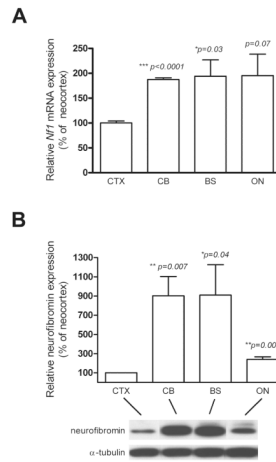 A
Relative Nf1 mRNA expression
(% of neocortex)
250
200
150
100
50
0
*** p<0.0001
*p=0.03
p=0.07
CTX
CB
BS
ON
B
Relative neurofibromin expression
(% of neocortex)
1300
1100
900
700
500
300
100
** p=0.007
*p=0.04
**p=0.00
CTX
CB
BS
ON
neurofibromin
α-tubulin